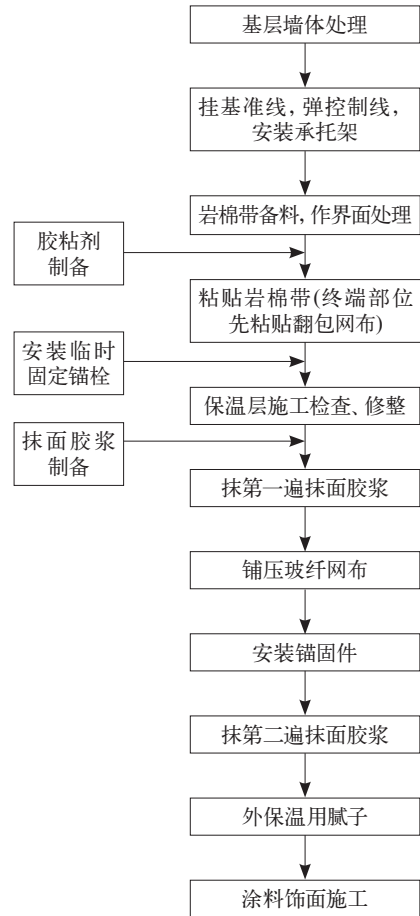 基层墙体处理
挂基准线，弹控制线，
安装承托架
岩棉带备料，作界面处理
胶粘剂
制备
粘贴岩棉带(终端部位
先粘贴翻包网布)
安装临时
固定锚栓
保温层施工检查、修整
抹面胶浆
制备
抹第一遍抹面胶浆
铺压玻纤网布
安装锚固件
抹第二遍抹面胶浆
外保温用腻子
涂料饰面施工